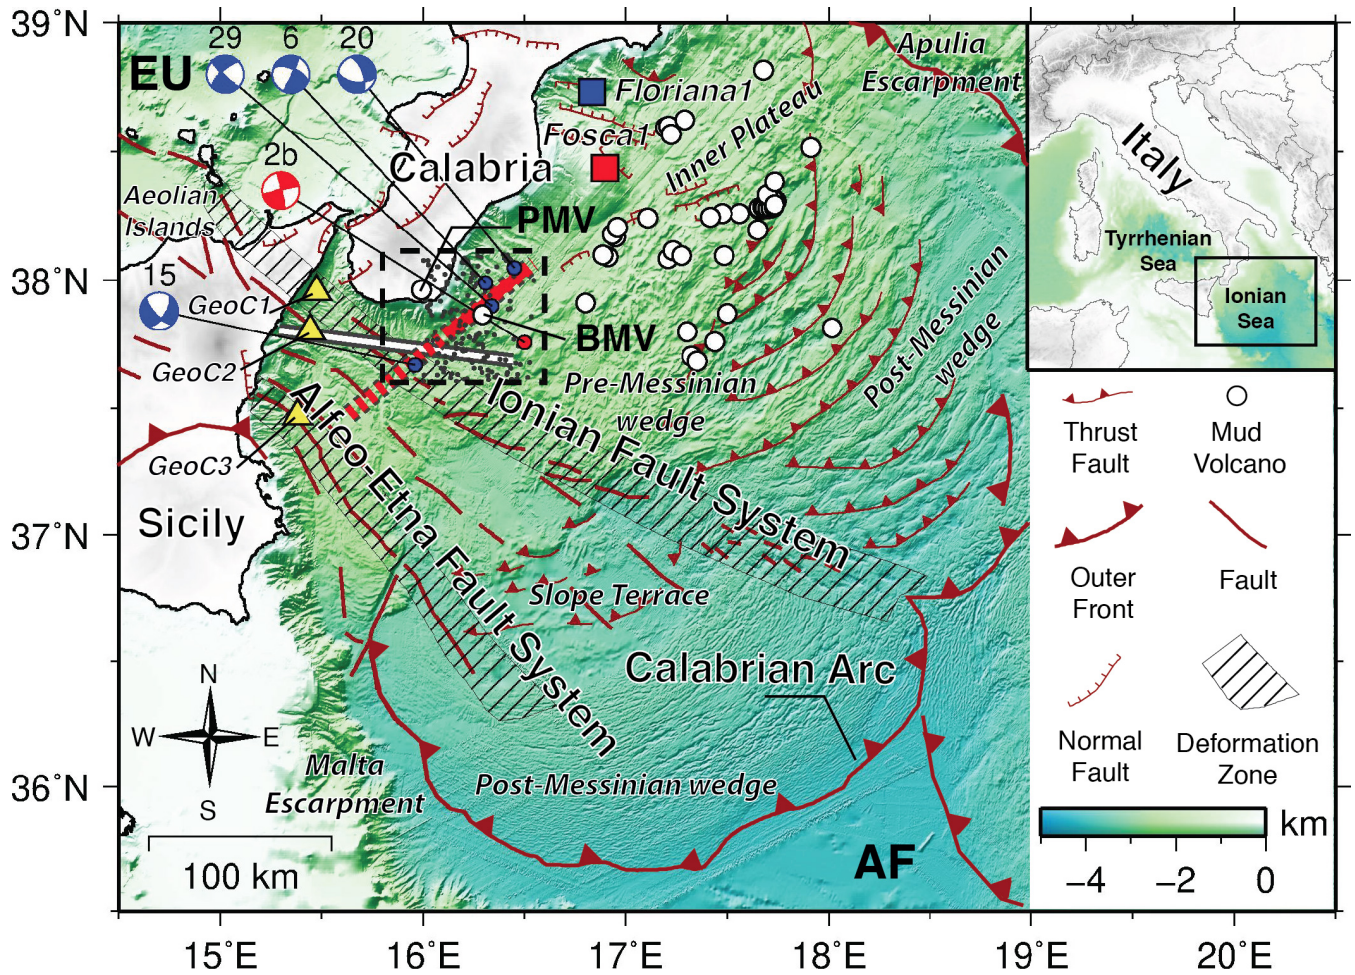 39°N
38°N
37°N
36°N
15°E
16°E
17°E
18°E
19°E
20°E
29
6
20
EU
2b
15
Aeolian
Islands
Calabria
Floriana1
Fosca1
Inner Plateau
Apulia
Escarpment
PMV
BMV
GeoC1
GeoC2
GeoC3
Pre-Messinian
wedge
Post-Messinian
wedge
Ionian Fault System
Alfeo-Etna Fault System
Sicily
Slope Terrace
Calabrian Arc
Malta
Escarpment
Post-Messinian wedge
AF
N
W
E
S
100 km
Italy
Tyrrhenian
Sea
Ionian
Sea
Thrust
Fault
Mud
Volcano
Outer
Front
Fault
Normal
Fault
Deformation
Zone
km
−4
−2
0